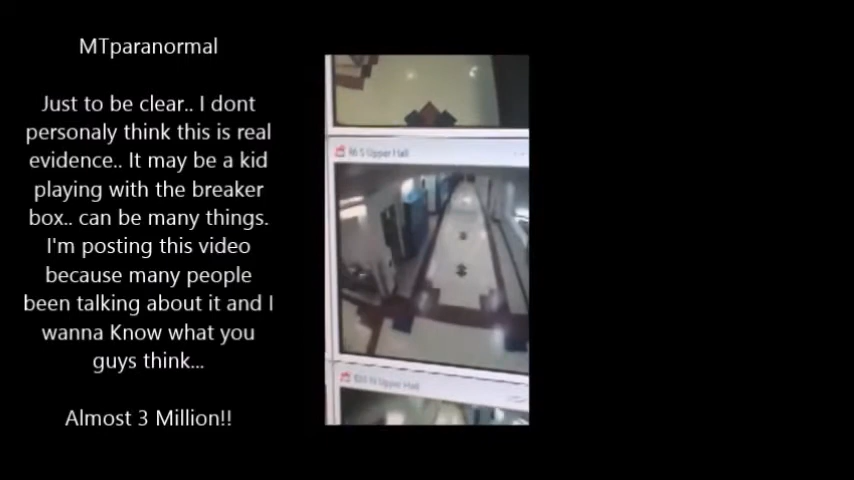 MTparanormal
Just to be clear.. I dont
personaly think this is real
evidence.. It may be a kid
playing with the breaker
box.. can be many things.
I'm posting this video
because many people
been talking about it and I
wanna Know what you
guys think...
Almost 3 Million!!
S Upper Hall
Upper Hall